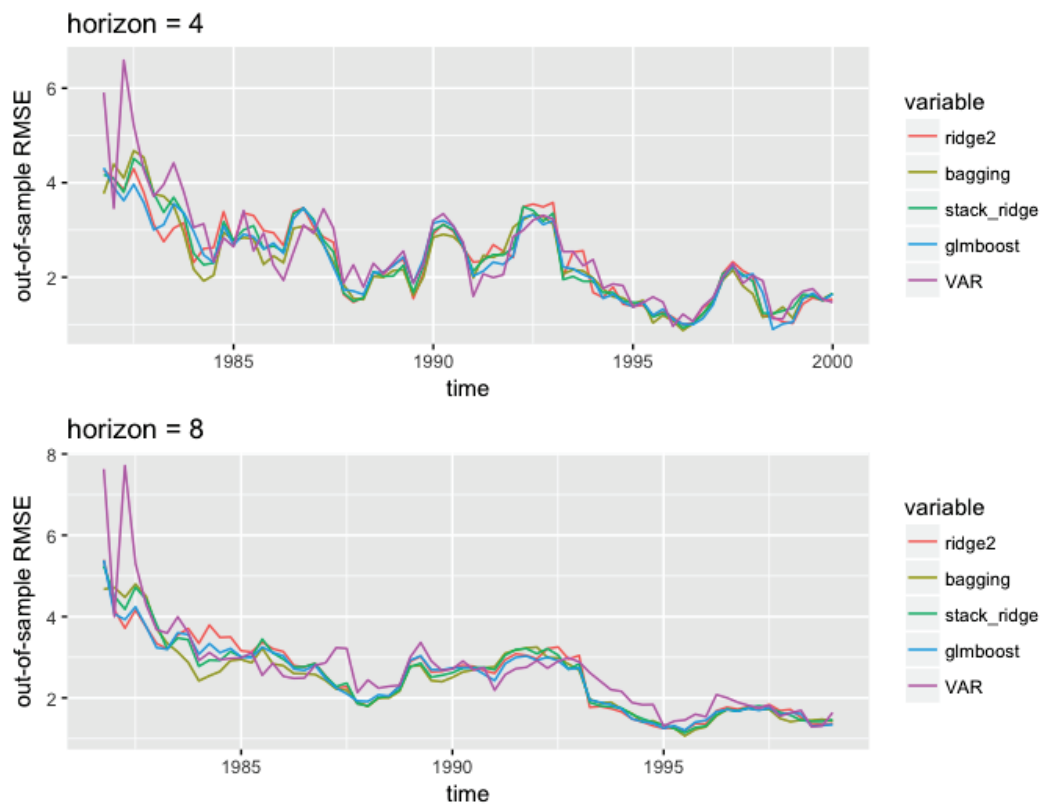 horizon = 4
out-of-sample RMSE
6
4
2
1985
1990
1995
2000
time
variable
ridge2
bagging
stack_ridge
glmboost
VAR
horizon = 8
out-of-sample RMSE
8
6
4
2
1985
1990
1995
time
variable
ridge2
bagging
stack_ridge
glmboost
VAR